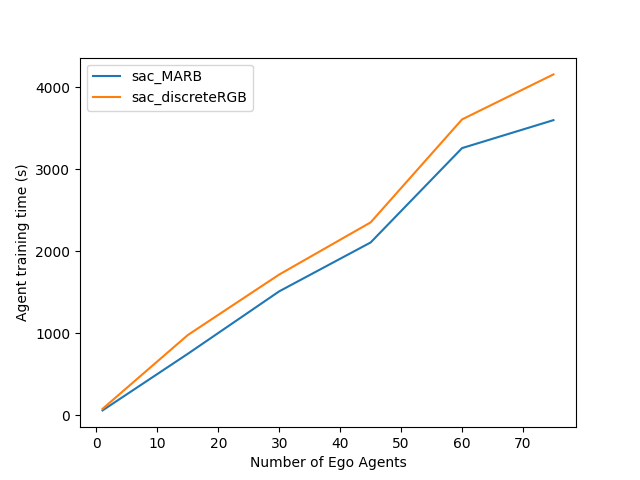 sac_MARB
sac_discreteRGB
Agent training time (s)
4000
3000
2000
1000
0
0 10 20 30 40 50 60 70
Number of Ego Agents